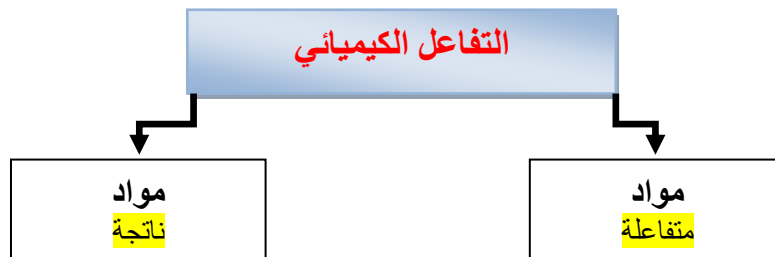 التفاعل الكيميائي
مواد
متفاعلة
مواد
ناتجة